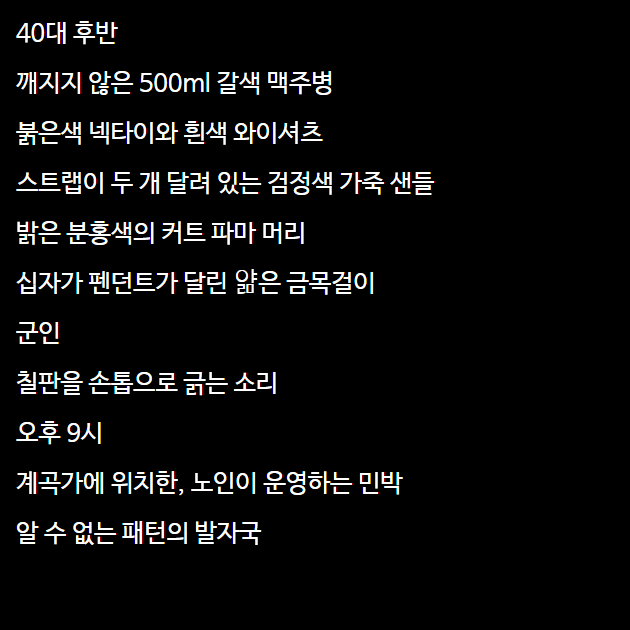 40대 후반
깨지지 않은 500ml 갈색 맥주병
붉은색 넥타이와 흰색 와이셔츠
스트랩이 두 개 달려 있는 검정색 가죽 샌들
밝은 분홍색의 커트 파마 머리
십자가 펜던트가 달린 얆은 금목걸이
군인
칠판을 손톱으로 긁는 소리
오후 9시
계곡가에 위치한, 노인이 운영하는 민박
알 수 없는 패턴의 발자국